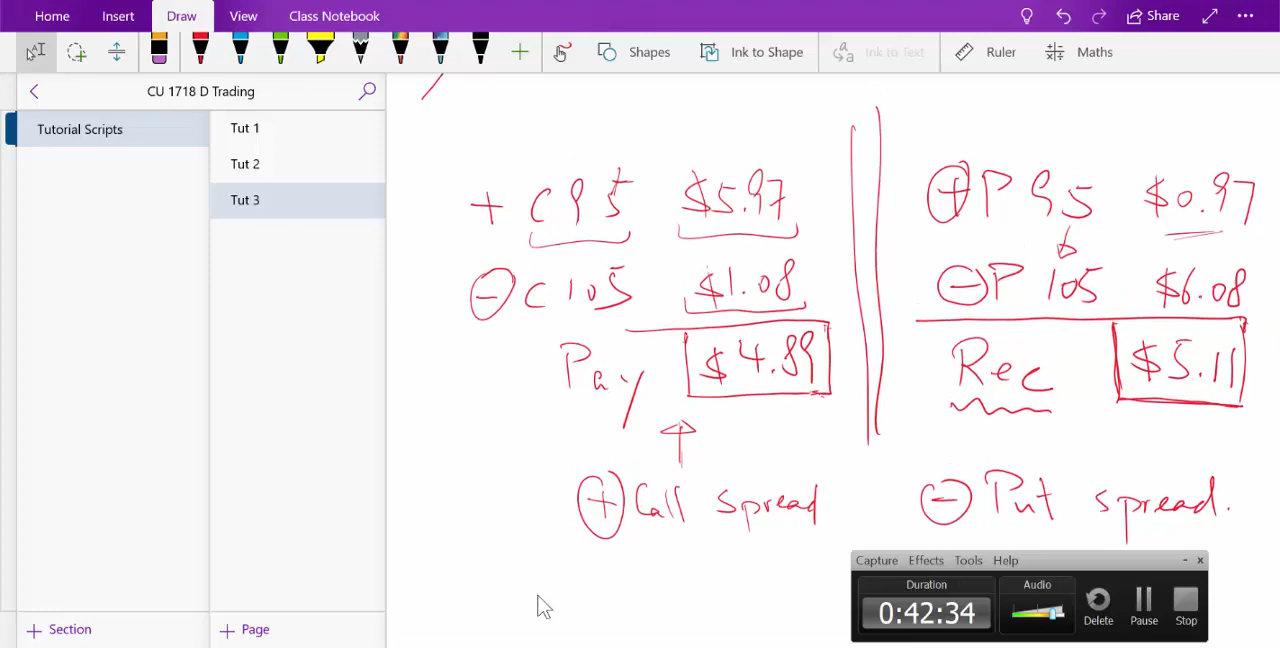 Home Insert Draw View Class Notebook Share
Shapes Ink to Shape Ink to Text Ruler Maths
CU 1718 D Trading
Tutorial Scripts
Tut 1
Tut 2
Tut 3
+ C 95 $5.97
- C 105 $1.08
Pay $4.89
+ Call spread
+ P 95 $0.97
- P 105 $6.08
Rec $5.11
- Put spread.
Capture Effects Tools Help
Duration Audio
0:42:34
Delete Pause Stop
+ Section + Page